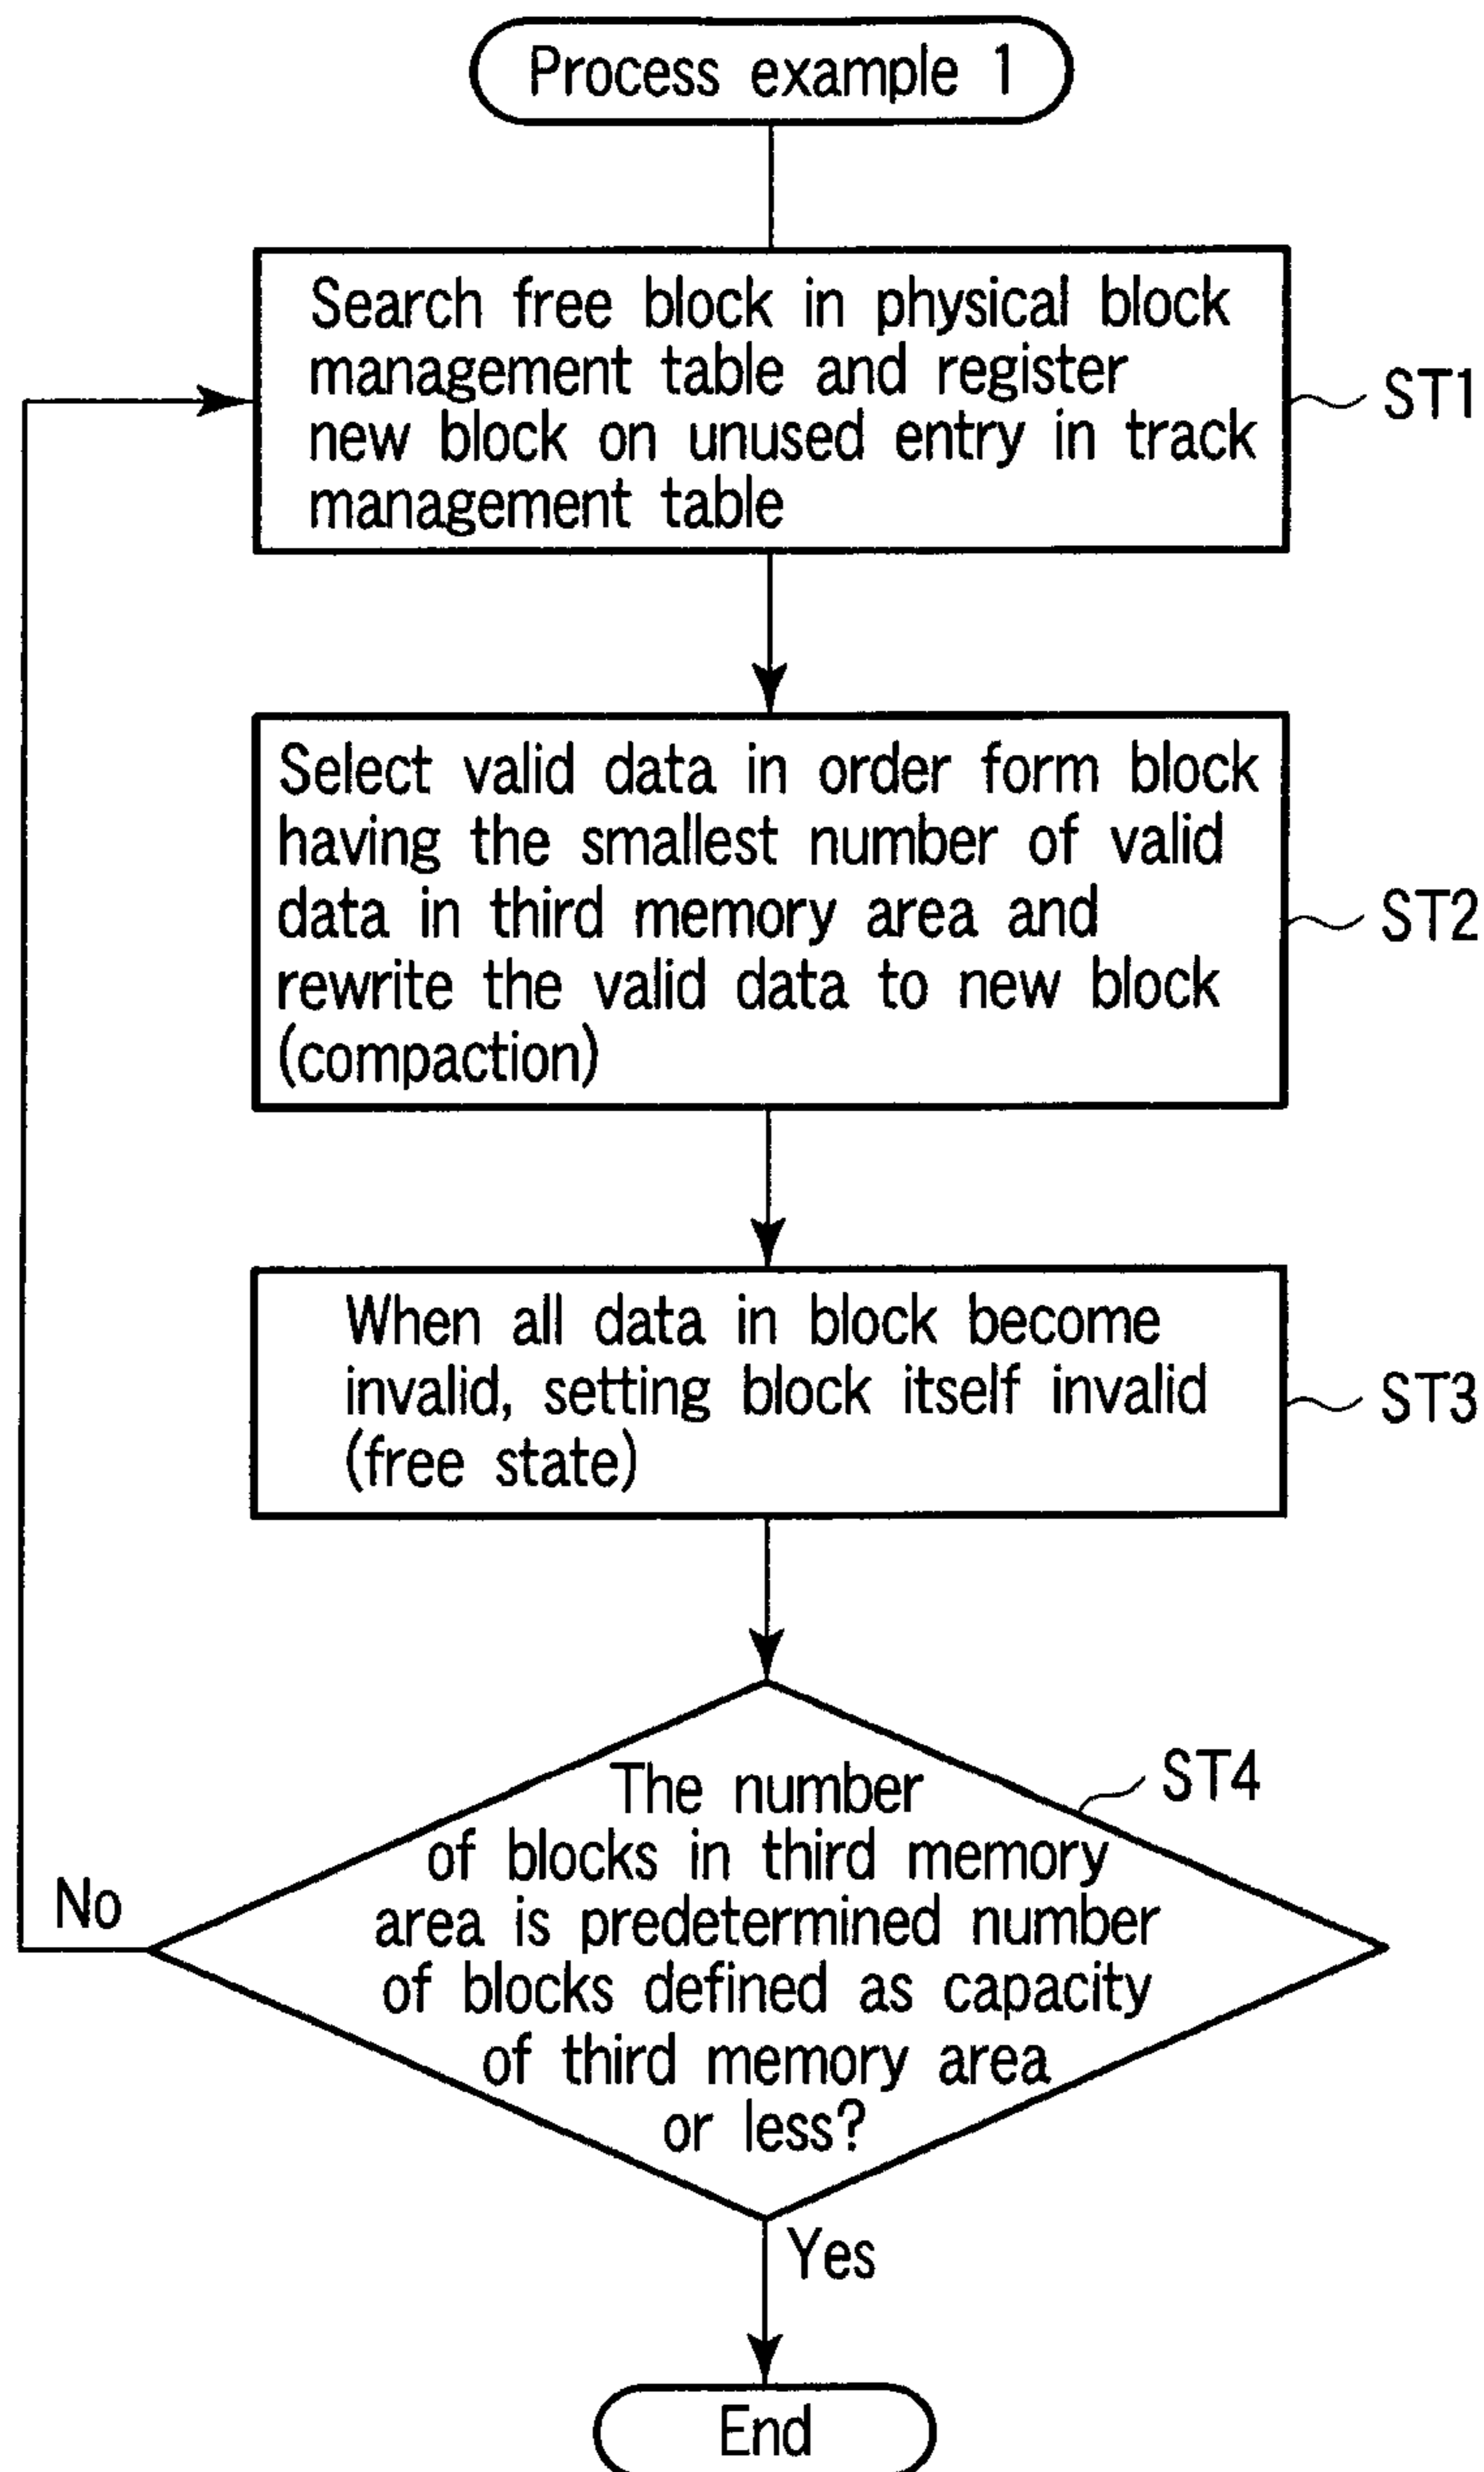 Process example 1
Search free block in physical block
management table and register
new block on unused entry in track
management table
ST1
Select valid data in order form block
having the smallest number of valid
data in third memory area and
rewrite the valid data to new block
(compaction)
ST2
When all data in block become
invalid, setting block itself invalid
(free state)
ST3
The number
of blocks in third memory
area is predetermined number
of blocks defined as capacity
of third memory area
or less?
ST4
No
Yes
End